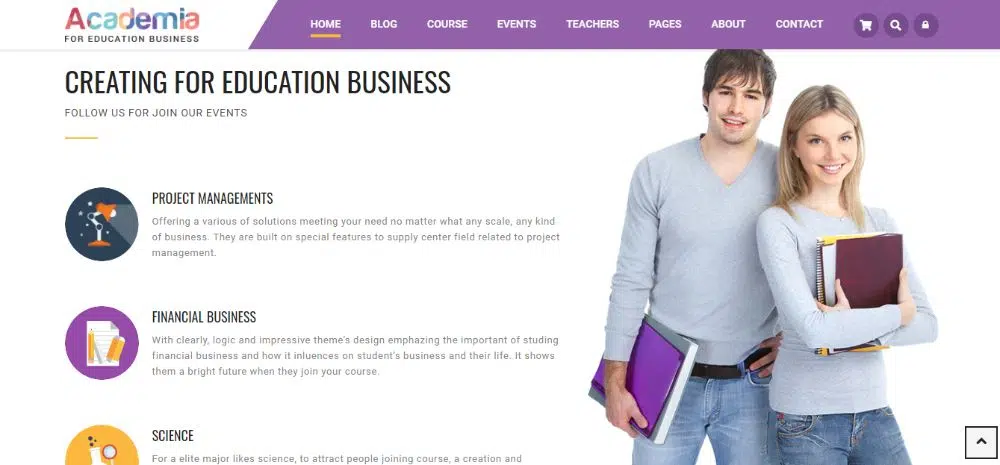 Academia
FOR EDUCATION BUSINESS
HOME BLOG COURSE EVENTS TEACHERS PAGES ABOUT CONTACT
CREATING FOR EDUCATION BUSINESS
FOLLOW US FOR JOIN OUR EVENTS
PROJECT MANAGEMENTS
Offering a various of solutions meeting your need no matter what any scale, any kind
of business. They are built on special features to supply center field related to project
management.
FINANCIAL BUSINESS
With clearly, logic and impressive theme's design emphazing the important of studing
financial business and how it inluences on student's business and their life. It shows
them a bright future when they join your course.
SCIENCE
For a elite major likes science, to attract people joining course, a creation and